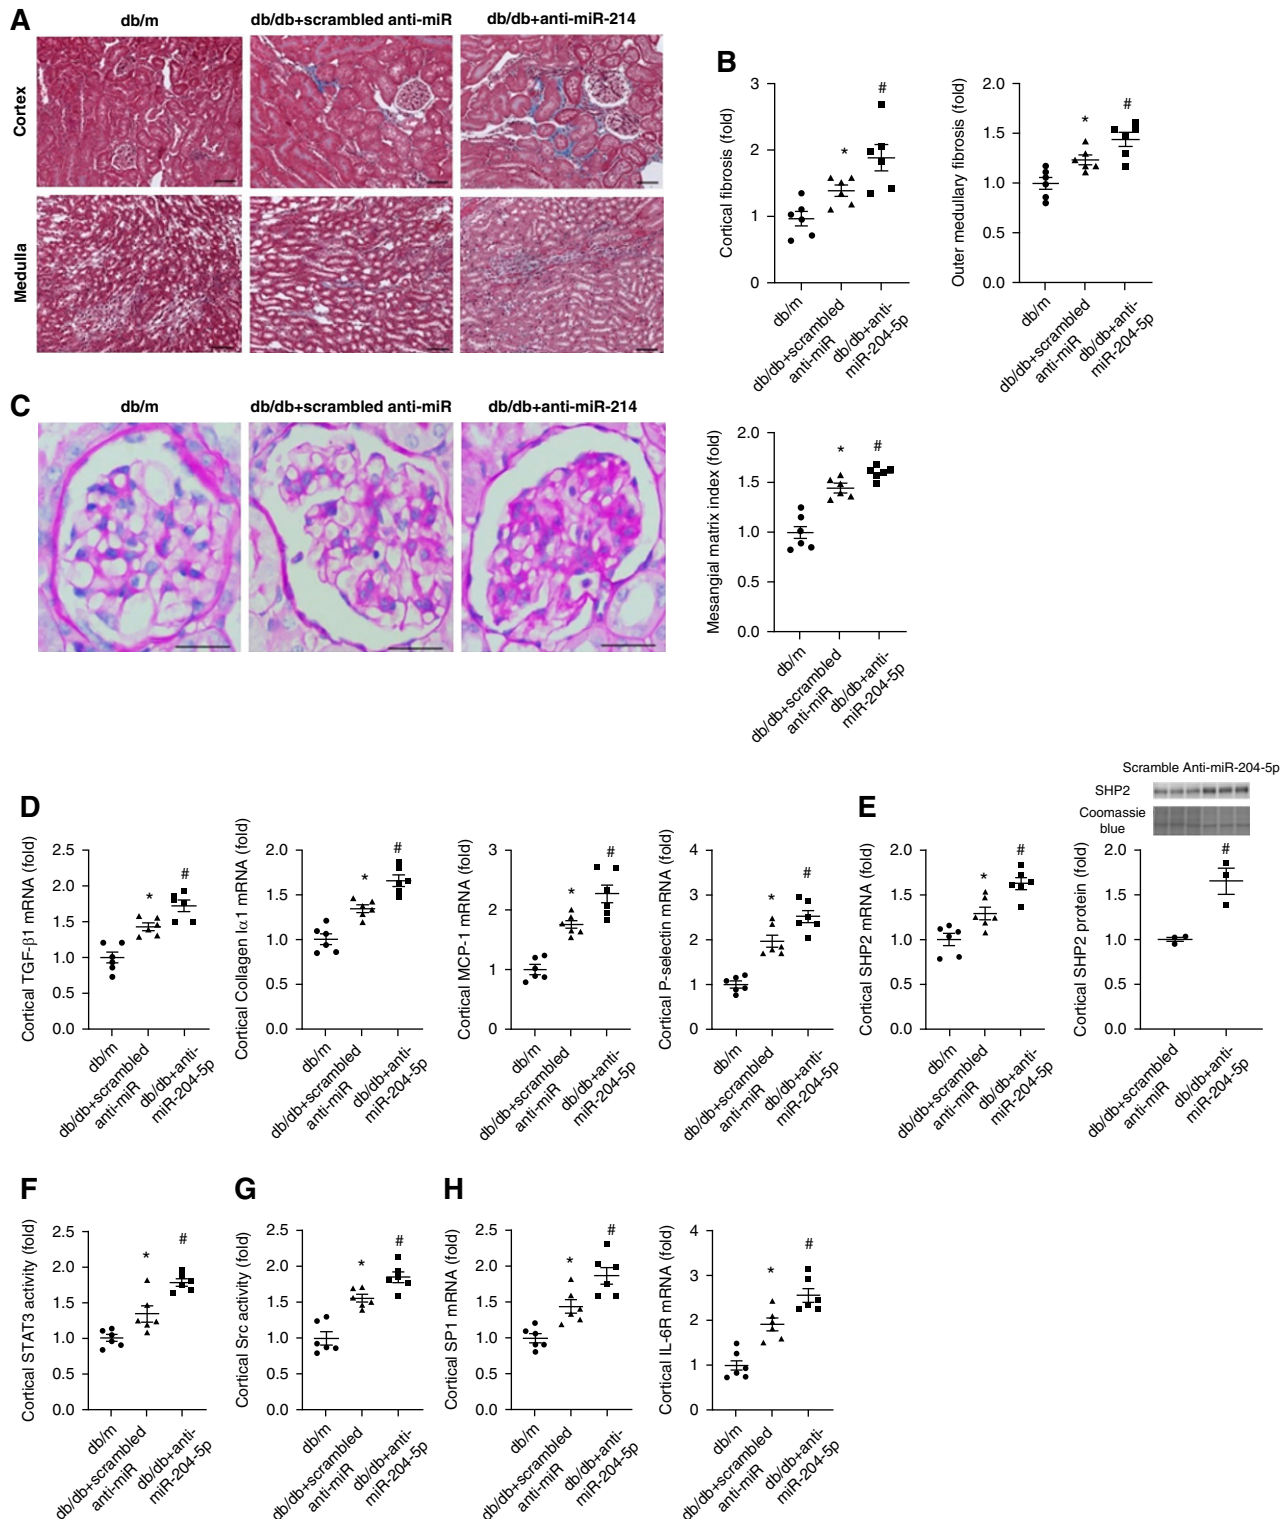 A
db/m
db/db+scrambled anti-miR
db/db+anti-miR-214
Cortex
Medulla
B
Cortical fibrosis (fold)
3
2
1
0
*
#
db/m
db/db+scrambled
anti-miR
db/db+anti-
miR-204-5p
Outer medullary fibrosis (fold)
2.0
1.5
1.0
0.5
0.0
*
#
db/m
db/db+scrambled
anti-miR
db/db+anti-
miR-204-5p
C
db/m
db/db+scrambled anti-miR
db/db+anti-miR-214
Mesangial matrix index (fold)
2.0
1.5
1.0
0.5
0.0
*
#
db/m
db/db+scrambled
anti-miR
db/db+anti-
miR-204-5p
D
Cortical TGF-β1 mRNA (fold)
2.5
2.0
1.5
1.0
0.5
0.0
*
#
db/m
db/db+scrambled
anti-miR
db/db+anti-
miR-204-5p
Cortical Collagen Iα1 mRNA (fold)
2.0
1.5
1.0
0.5
0.0
*
#
db/m
db/db+scrambled
anti-miR
db/db+anti-
miR-204-5p
Cortical MCP-1 mRNA (fold)
3
2
1
0
*
#
db/m
db/db+scrambled
anti-miR
db/db+anti-
miR-204-5p
Cortical P-selectin mRNA (fold)
4
3
2
1
0
*
#
db/m
db/db+scrambled
anti-miR
db/db+anti-
miR-204-5p
E
Cortical SHP2 mRNA (fold)
2.0
1.5
1.0
0.5
0.0
*
#
db/m
db/db+scrambled
anti-miR
db/db+anti-
miR-204-5p
Scramble Anti-miR-204-5p
SHP2
Coomassie
blue
Cortical SHP2 protein (fold)
2.0
1.5
1.0
0.5
0.0
#
db/db+scrambled
anti-miR
db/db+anti-
miR-204-5p
F
Cortical STAT3 activity (fold)
2.5
2.0
1.5
1.0
0.5
0.0
*
#
db/m
db/db+scrambled
anti-miR
db/db+anti-
miR-204-5p
G
Cortical Src activity (fold)
2.5
2.0
1.5
1.0
0.5
0.0
*
#
db/m
db/db+scrambled
anti-miR
db/db+anti-
miR-204-5p
H
Cortical SP1 mRNA (fold)
2.5
2.0
1.5
1.0
0.5
0.0
*
#
db/m
db/db+scrambled
anti-miR
db/db+anti-
miR-204-5p
Cortical IL-6R mRNA (fold)
4
3
2
1
0
*
#
db/m
db/db+scrambled
anti-miR
db/db+anti-
miR-204-5p